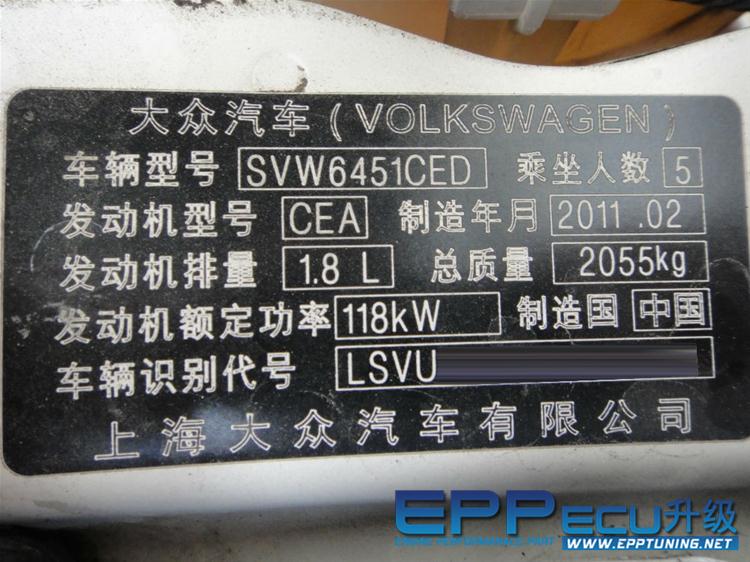 大众汽车(VOLKSWAGEN)
车辆型号 SVW6451CED 乘坐人数 5
发动机型号 CEA 制造年月 2011.02
发动机排量 1.8 L 总质量 2055kg
发动机额定功率 118kW 制造国 中国
车辆识别代号 LSVU
上海大众汽车有限公司
EPP ECU升级
WWW.EPPTUNING.NET